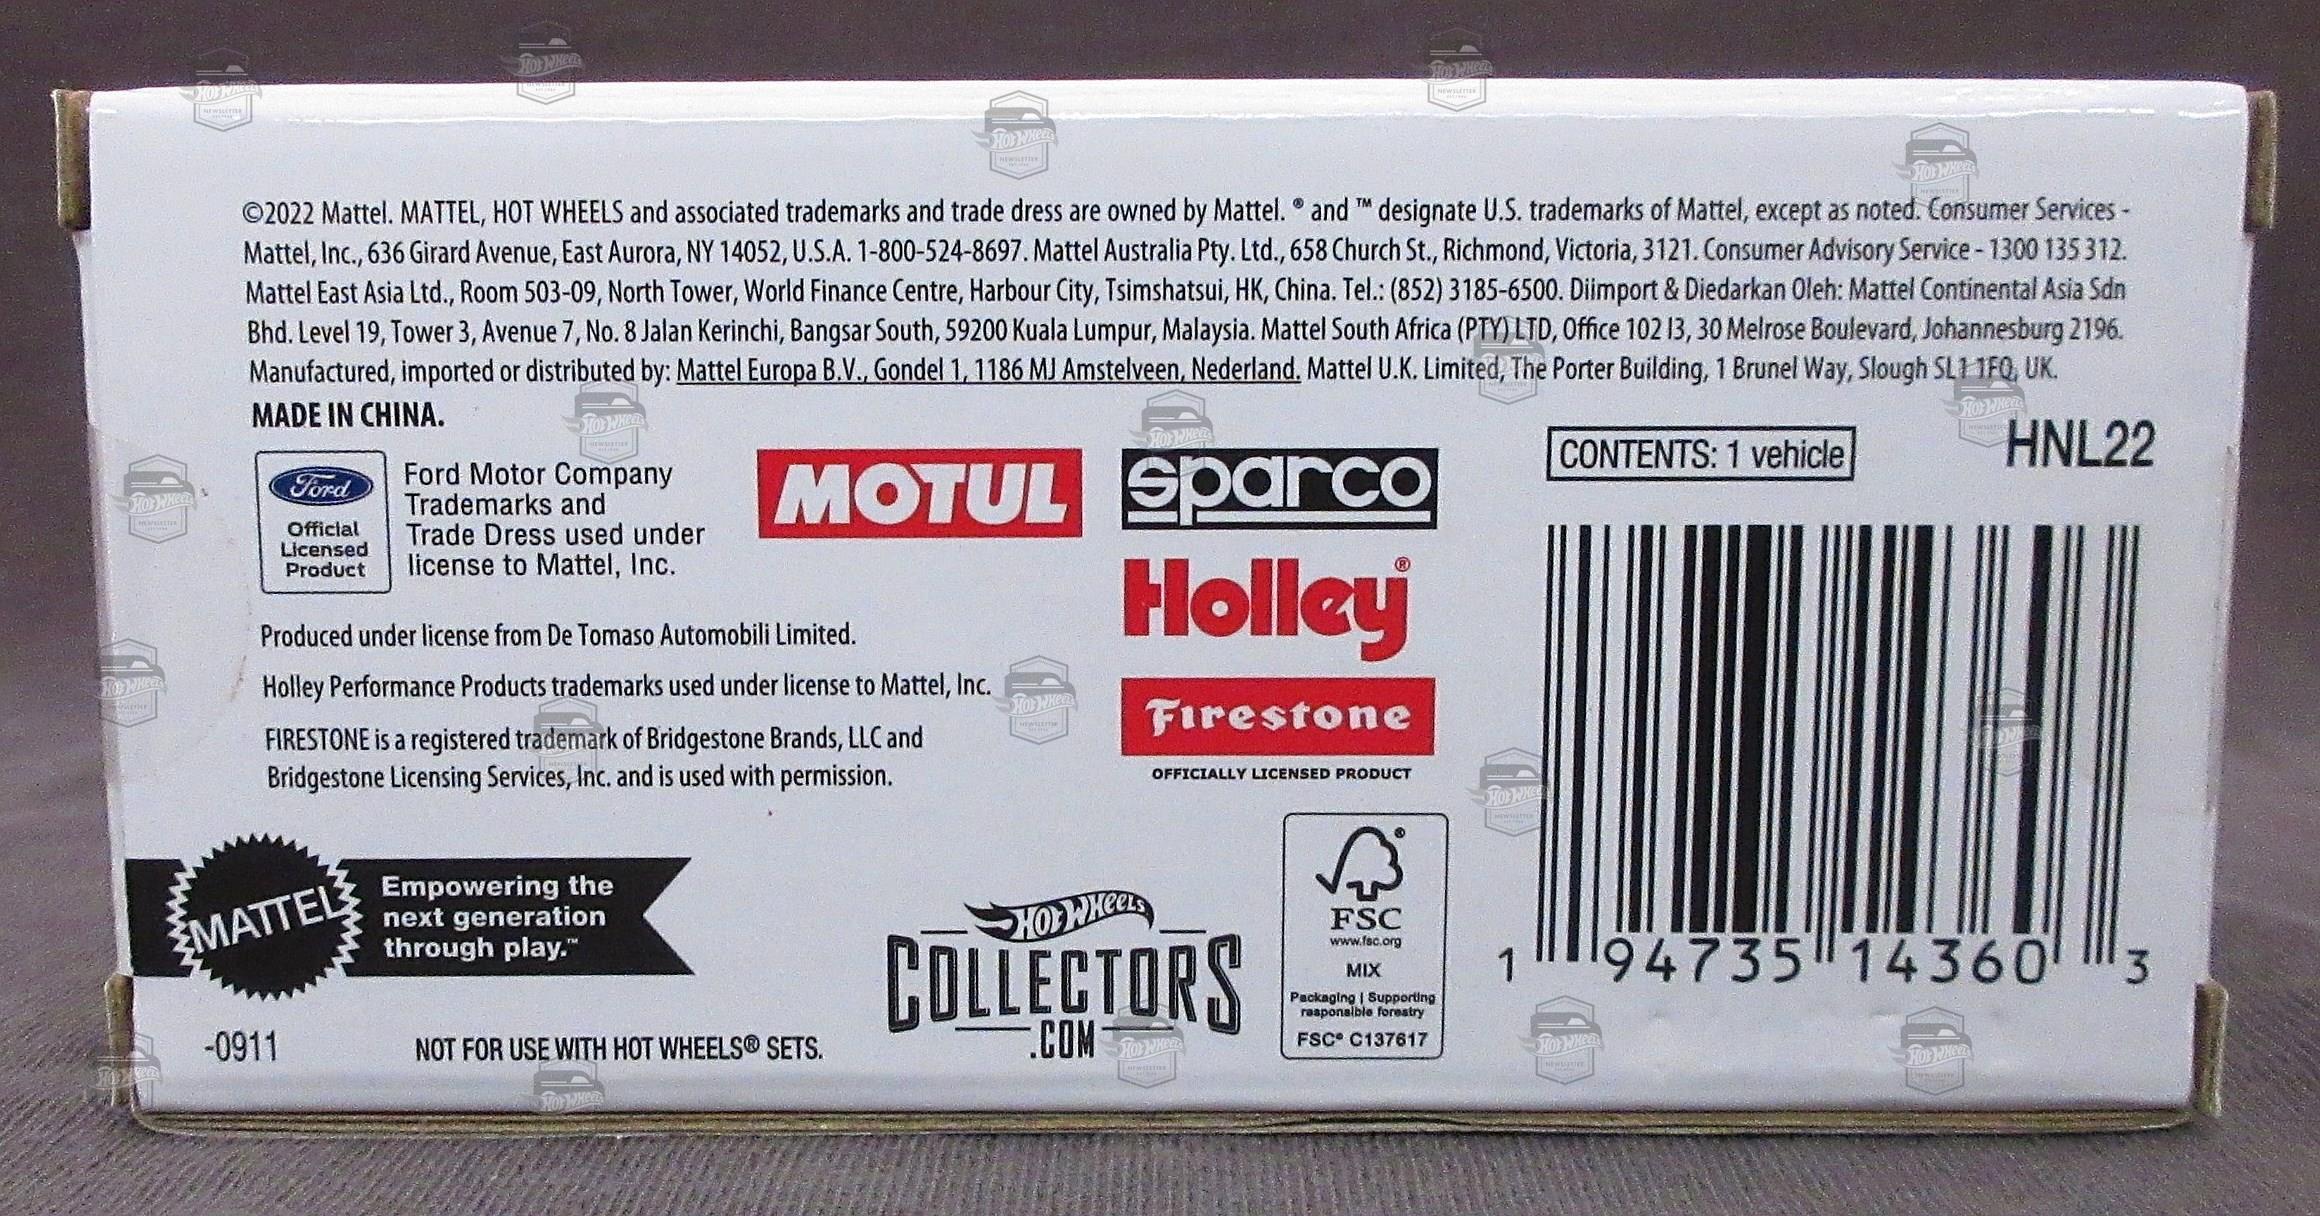 ©2022 Mattel. MATTEL, HOT WHEELS and associated trademarks and trade dress are owned by Mattel. ® and ™ designate U.S. trademarks of Mattel, except as noted. Consumer Services -
Mattel, Inc., 636 Girard Avenue, East Aurora, NY 14052, U.S.A. 1-800-524-8697. Mattel Australia Pty. Ltd., 658 Church St., Richmond, Victoria, 3121. Consumer Advisory Service - 1300 135 312.
Mattel East Asia Ltd., Room 503-09, North Tower, World Finance Centre, Harbour City, Tsimshatsui, HK, China. Tel.: (852) 3185-6500. Diimport & Diedarkan Oleh: Mattel Continental Asia Sdn
Bhd. Level 19, Tower 3, Avenue 7, No. 8 Jalan Kerinchi, Bangsar South, 59200 Kuala Lumpur, Malaysia. Mattel South Africa (PTY) LTD, Office 102 I3, 30 Melrose Boulevard, Johannesburg 2196.
Manufactured, imported or distributed by: Mattel Europa B.V., Gondel 1, 1186 MJ Amstelveen, Nederland. Mattel U.K. Limited, The Porter Building, 1 Brunel Way, Slough SL1 1FQ, UK.
MADE IN CHINA.
Ford
Official
Licensed
Product
Ford Motor Company
Trademarks and
Trade Dress used under
license to Mattel, Inc.
MOTUL
sparco
CONTENTS: 1 vehicle
HNL22
Holley®
Produced under license from De Tomaso Automobili Limited.
Holley Performance Products trademarks used under license to Mattel, Inc.
Firestone
OFFICIALLY LICENSED PRODUCT
FIRESTONE is a registered trademark of Bridgestone Brands, LLC and
Bridgestone Licensing Services, Inc. and is used with permission.
MATTEL
Empowering the
next generation
through play.™
HOT WHEELS
COLLECTORS
.COM
FSC
www.fsc.org
MIX
Packaging | Supporting
responsible forestry
FSC® C137617
1 94735 14360 3
-0911
NOT FOR USE WITH HOT WHEELS® SETS.
HOT WHEELS
NEWSLETTER